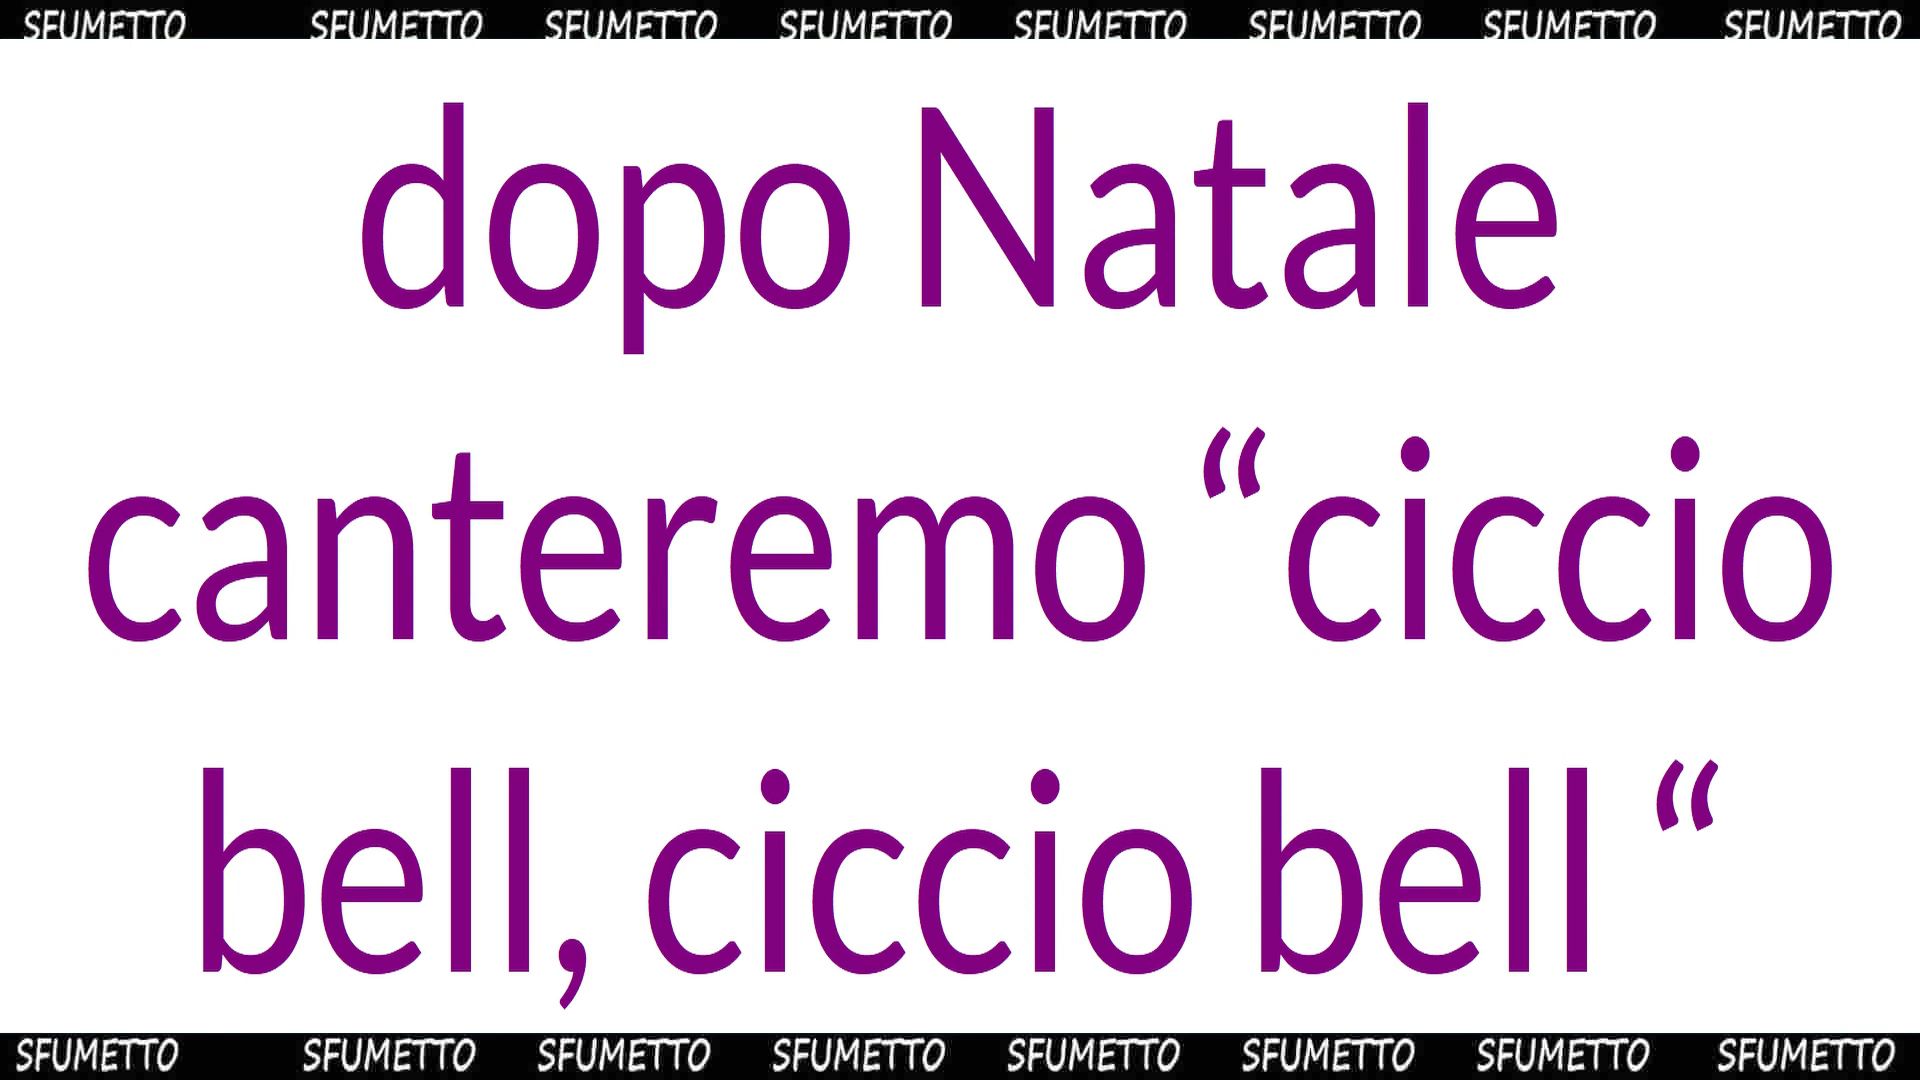 SFUMETTO SFUMETTO SFUMETTO SFUMETTO SFUMETTO SFUMETTO SFUMETTO SFUMETTO
dopo Natale
canteremo “ciccio
bell, ciccio bell “
SFUMETTO SFUMETTO SFUMETTO SFUMETTO SFUMETTO SFUMETTO SFUMETTO SFUMETTO